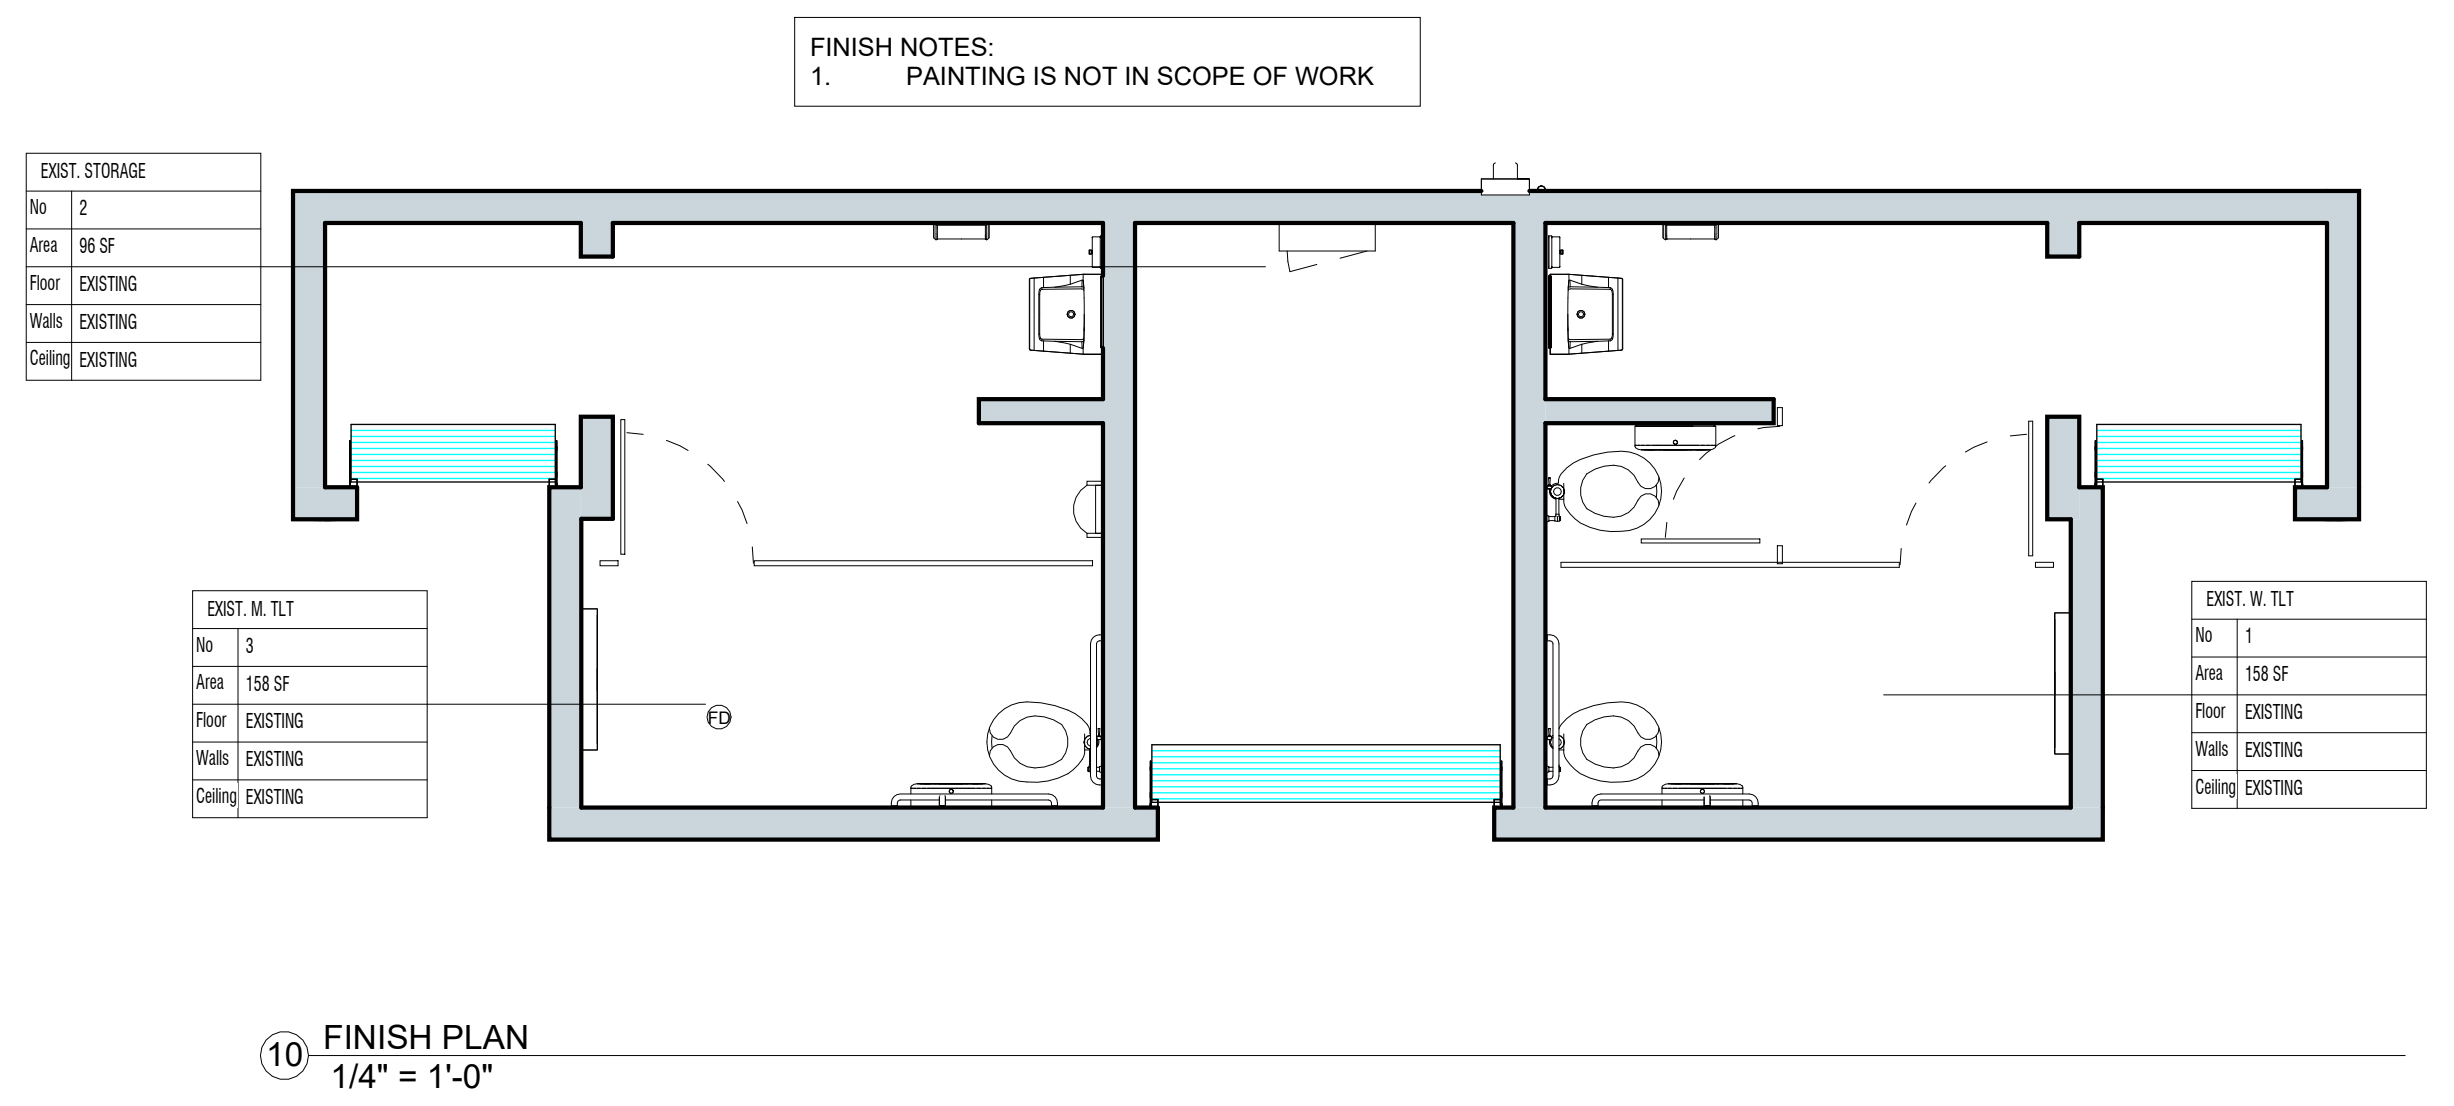 FINISH NOTES:
1. PAINTING IS NOT IN SCOPE OF WORK
EXIST. STORAGE
No 2
Area 96 SF
Floor EXISTING
Walls EXISTING
Ceiling EXISTING
EXIST. M. TLT
No 3
Area 158 SF
Floor EXISTING
Walls EXISTING
Ceiling EXISTING
FD
EXIST. W. TLT
No 1
Area 158 SF
Floor EXISTING
Walls EXISTING
Ceiling EXISTING
10 FINISH PLAN
1/4" = 1'-0"